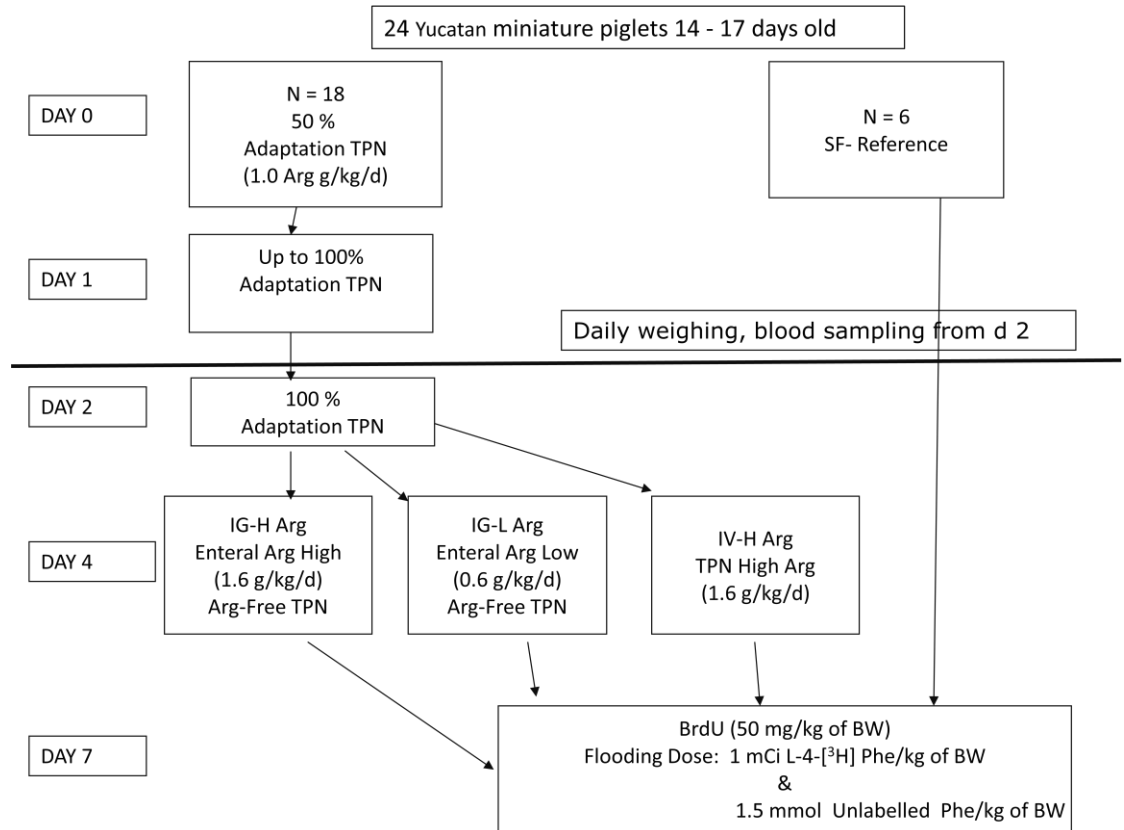 24 Yucatan miniature piglets 14 - 17 days old
DAY 0
N = 18
50 %
Adaptation TPN
(1.0 Arg g/kg/d)
N = 6
SF- Reference
DAY 1
Up to 100%
Adaptation TPN
Daily weighing, blood sampling from d 2
DAY 2
100 %
Adaptation TPN
DAY 4
IG-H Arg
Enteral Arg High
(1.6 g/kg/d)
Arg-Free TPN
IG-L Arg
Enteral Arg Low
(0.6 g/kg/d)
Arg-Free TPN
IV-H Arg
TPN High Arg
(1.6 g/kg/d)
DAY 7
BrdU (50 mg/kg of BW)
Flooding Dose: 1 mCi L-4-[³H] Phe/kg of BW
&
1.5 mmol Unlabelled Phe/kg of BW